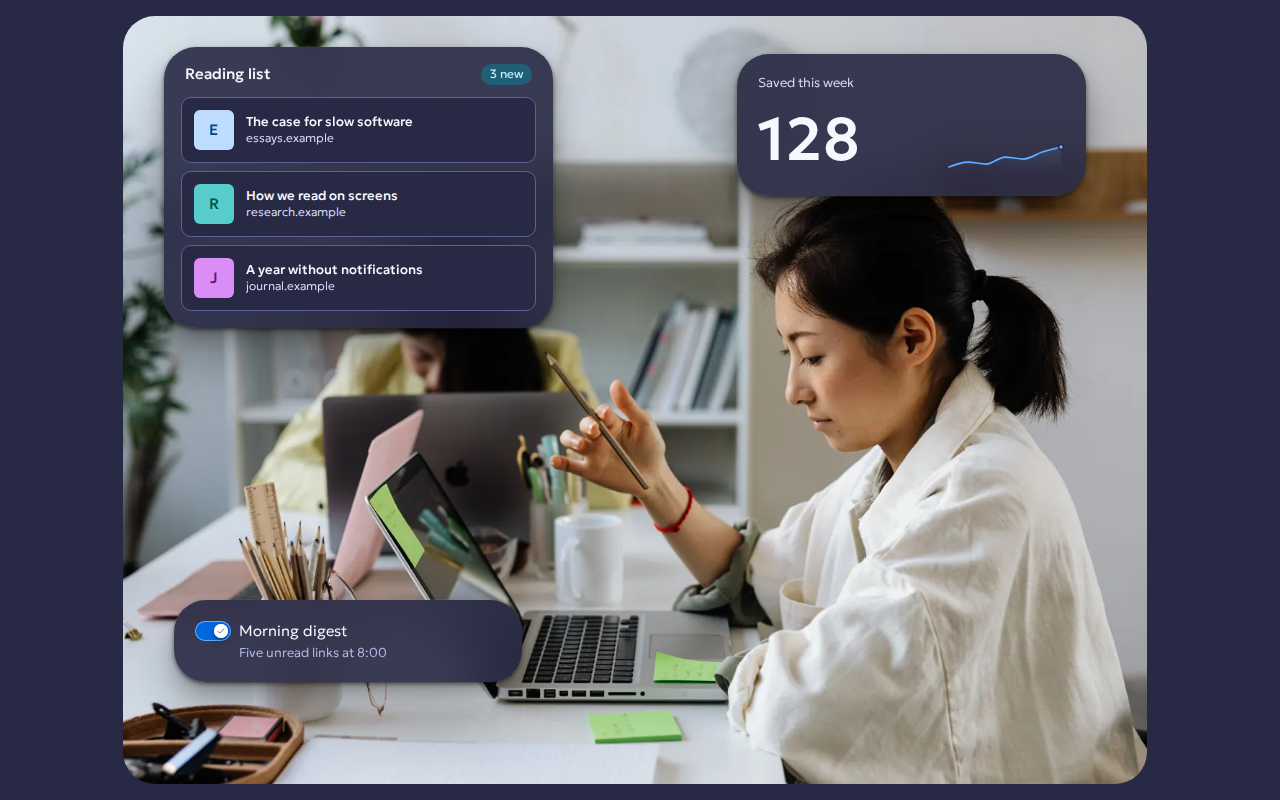 Reading list
3 new
E
The case for slow software
essays.example
R
How we read on screens
research.example
J
A year without notifications
journal.example
Saved this week
128
Morning digest
Five unread links at 8:00